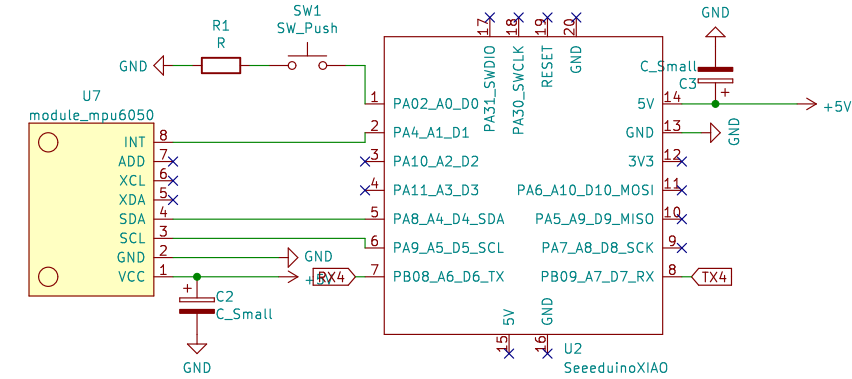 SW1
SW_Push
R1
R
GND
U7
module_mpu6050
INT 8
ADD 7
XCL 6
XDA 5
SDA 4
SCL 3
GND 2
VCC 1
GND
+5V
C2
C_Small
GND
RX4
1 PA02_A0_D0
2 PA4_A1_D1
3 PA10_A2_D2
4 PA11_A3_D3
5 PA8_A4_D4_SDA
6 PA9_A5_D5_SCL
7 PB08_A6_D6_TX
17 PA31_SWDIO
18 PA30_SWCLK
19 RESET
20 GND
5V 14
GND 13
3V3 12
PA6_A10_D10_MOSI 11
PA5_A9_D9_MISO 10
PA7_A8_D8_SCK 9
PB09_A7_D7_RX 8
5V 15
GND 16
U2
SeeeduinoXIAO
GND
C_Small
C3
+5V
GND
TX4